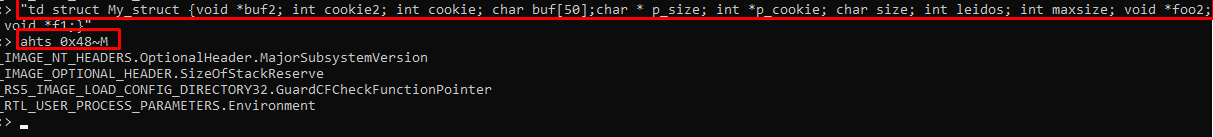 :> "td struct My_struct {void *buf2; int cookie2; int cookie; char buf[50];char * p_size; int *p_cookie; char size; int leidos; int maxsize; void *foo2;
void *f1;}"
:> ahts 0x48~M
_IMAGE_NT_HEADERS.OptionalHeader.MajorSubsystemVersion
_IMAGE_OPTIONAL_HEADER.SizeOfStackReserve
_RS5_IMAGE_LOAD_CONFIG_DIRECTORY32.GuardCFCheckFunctionPointer
_RTL_USER_PROCESS_PARAMETERS.Environment
:>